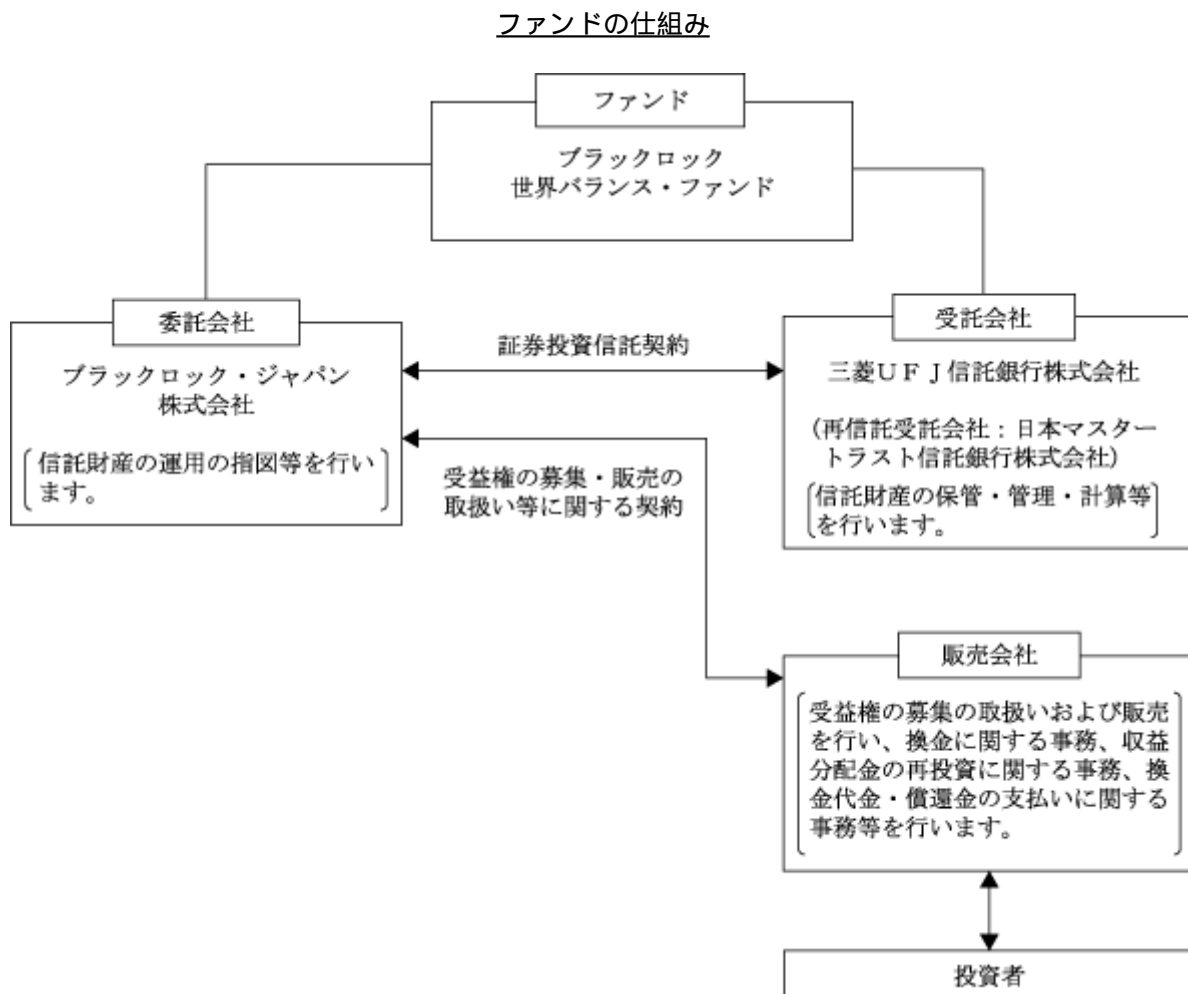 ファンドの仕組み
ファンド
ブラックロック
世界バランス・ファンド
委託会社
ブラックロック・ジャパン
株式会社
信託財産の運用の指図等を行い
ます。
証券投資信託契約
受益権の募集・販売の
取扱い等に関する契約
受託会社
三菱UFJ信託銀行株式会社
(再信託受託会社:日本マスター
トラスト信託銀行株式会社)
信託財産の保管・管理・計算等
を行います。
販売会社
受益権の募集の取扱いおよび販売
を行い、換金に関する事務、収益
分配金の再投資に関する事務、換
金代金・償還金の支払いに関する
事務等を行います。
投資者